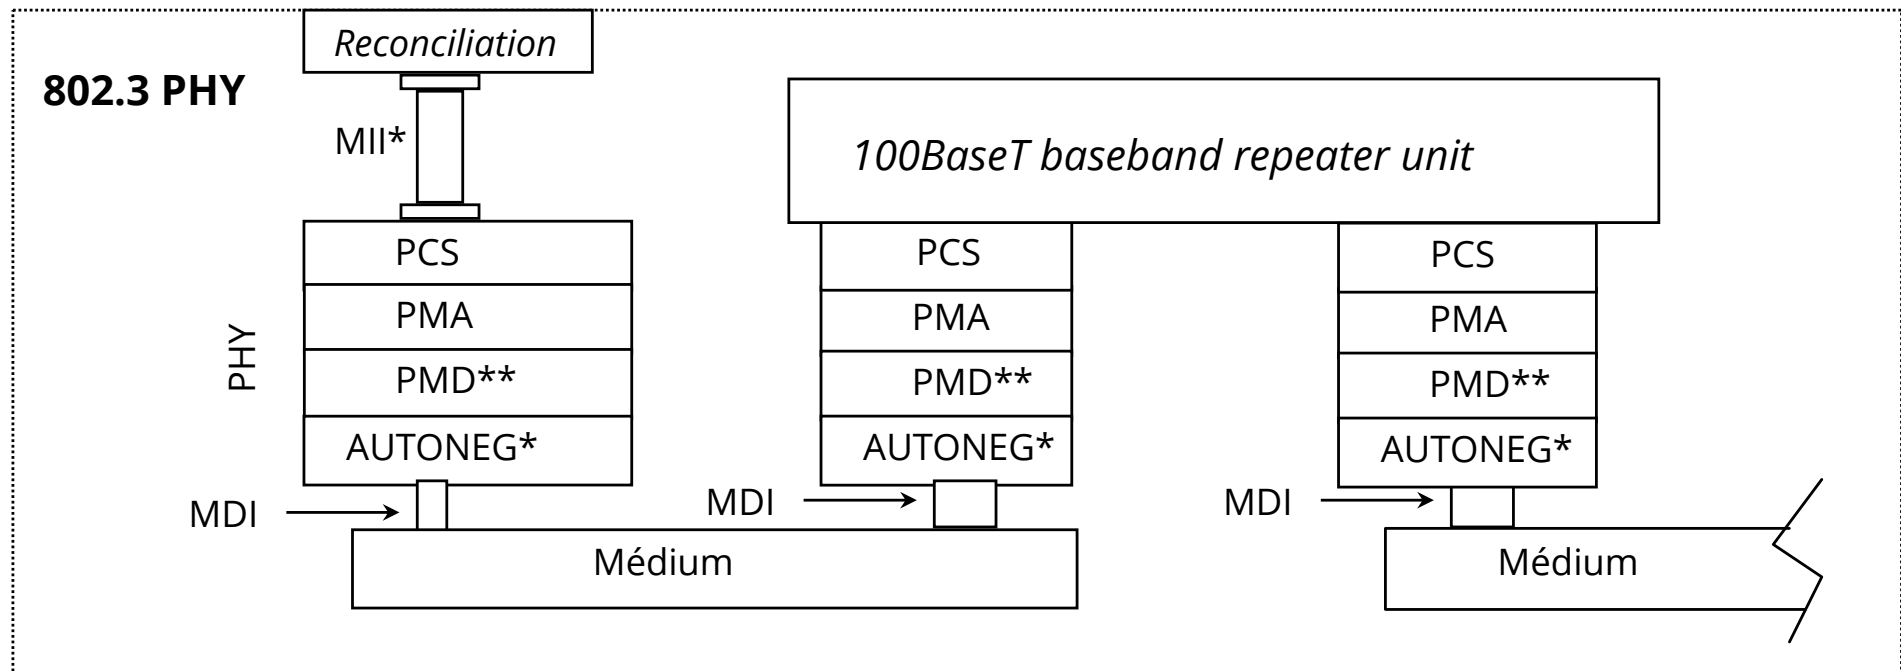 Reconciliation
802.3 PHY
MII*
100BaseT baseband repeater unit
PHY
PCS
PMA
PMD**
AUTONEG*
MDI
PCS
PMA
PMD**
AUTONEG*
MDI
PCS
PMA
PMD**
AUTONEG*
MDI
Médium
Médium